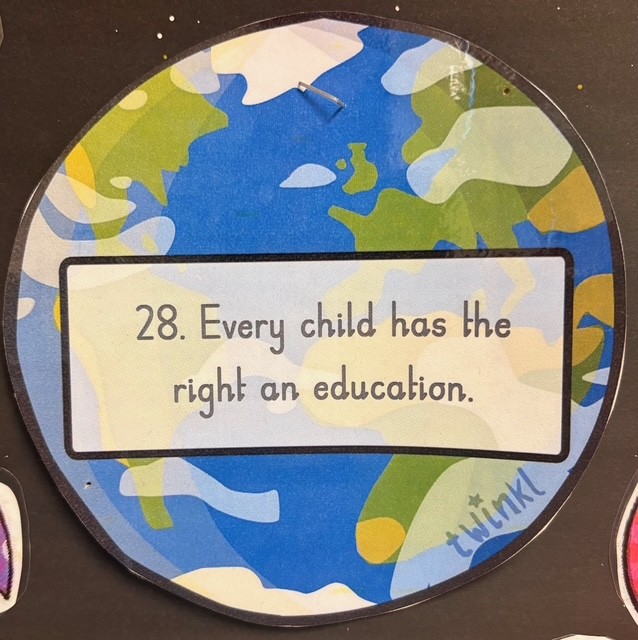 28. Every child has the
right an education.
twinkl